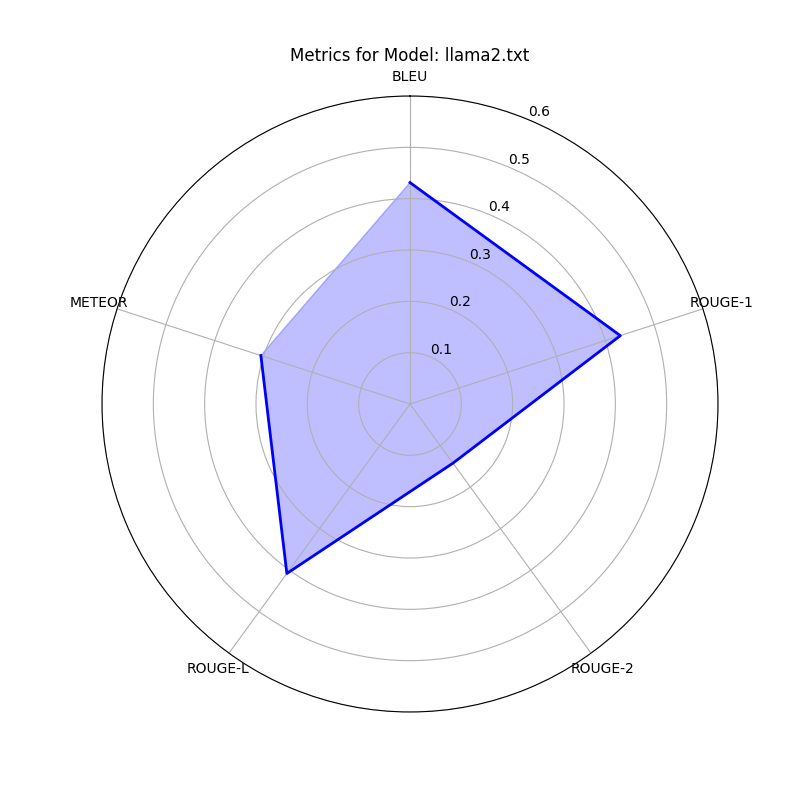 Metrics for Model: llama2.txt
BLEU
0.6
0.5
0.4
0.3
0.2
0.1
METEOR
ROUGE-1
ROUGE-L
ROUGE-2